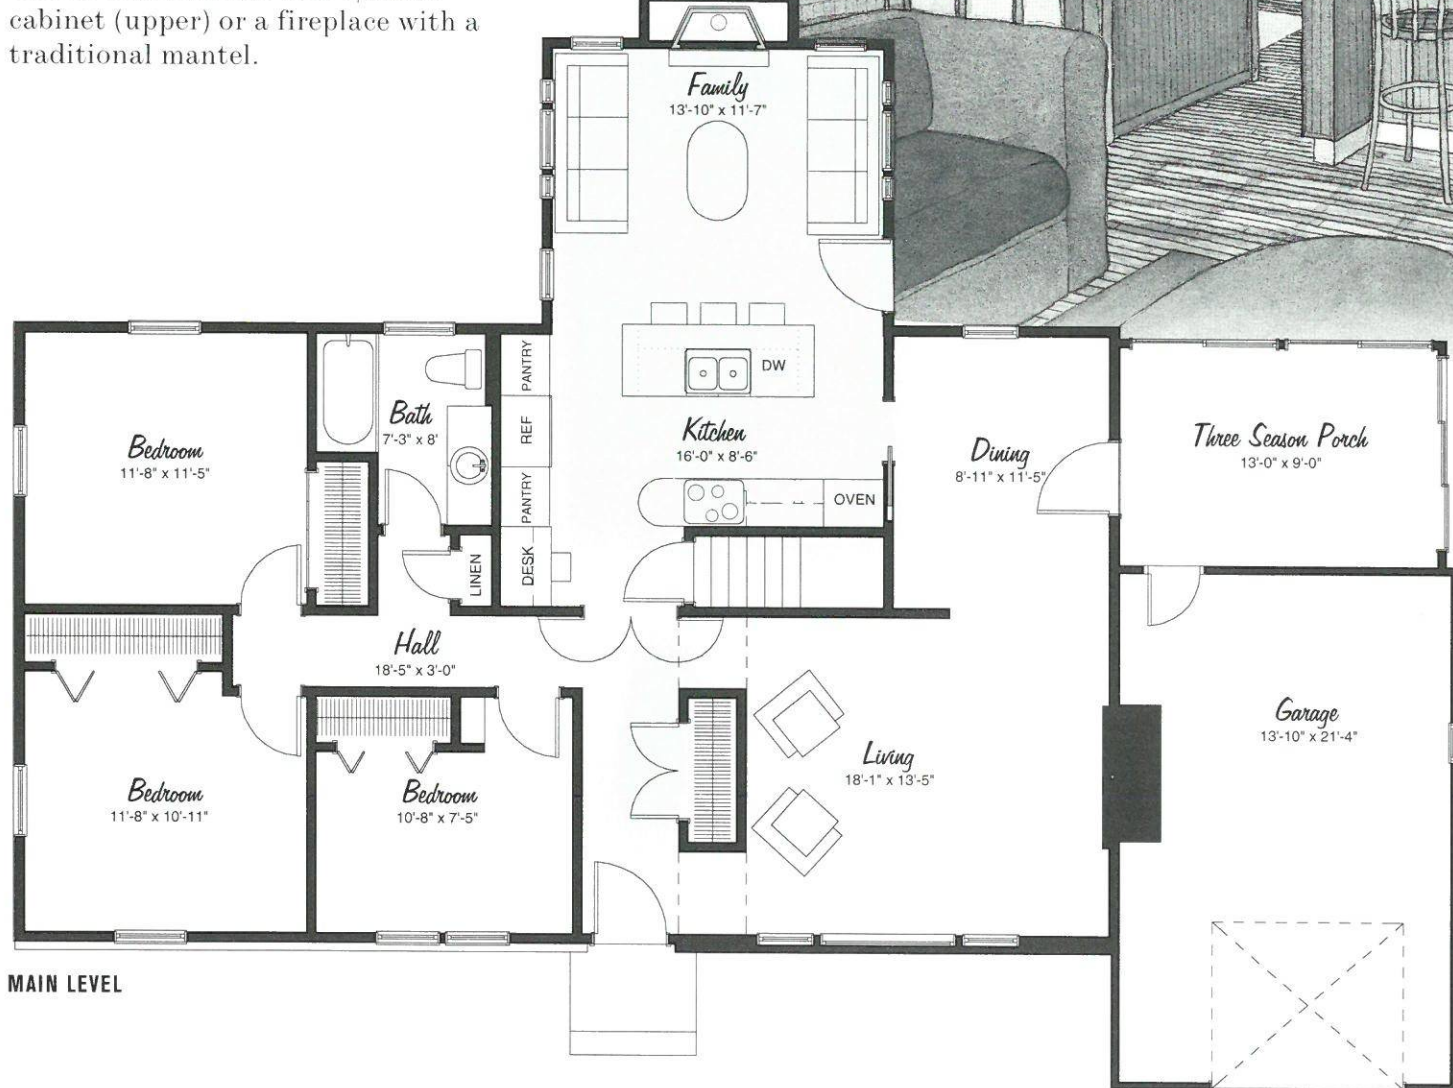 cabinet (upper) or a fireplace with a
traditional mantel.
Family
13'-10" x 11'-7"
PANTRY
REF
PANTRY
DESK
DW
Kitchen
16'-0" x 8'-6"
OVEN
Bath
7'-3" x 8'
LINEN
Bedroom
11'-8" x 11'-5"
Dining
8'-11" x 11'-5"
Three Season Porch
13'-0" x 9'-0"
Hall
18'-5" x 3'-0"
Garage
13'-10" x 21'-4"
Living
18'-1" x 13'-5"
Bedroom
11'-8" x 10'-11"
Bedroom
10'-8" x 7'-5"
MAIN LEVEL